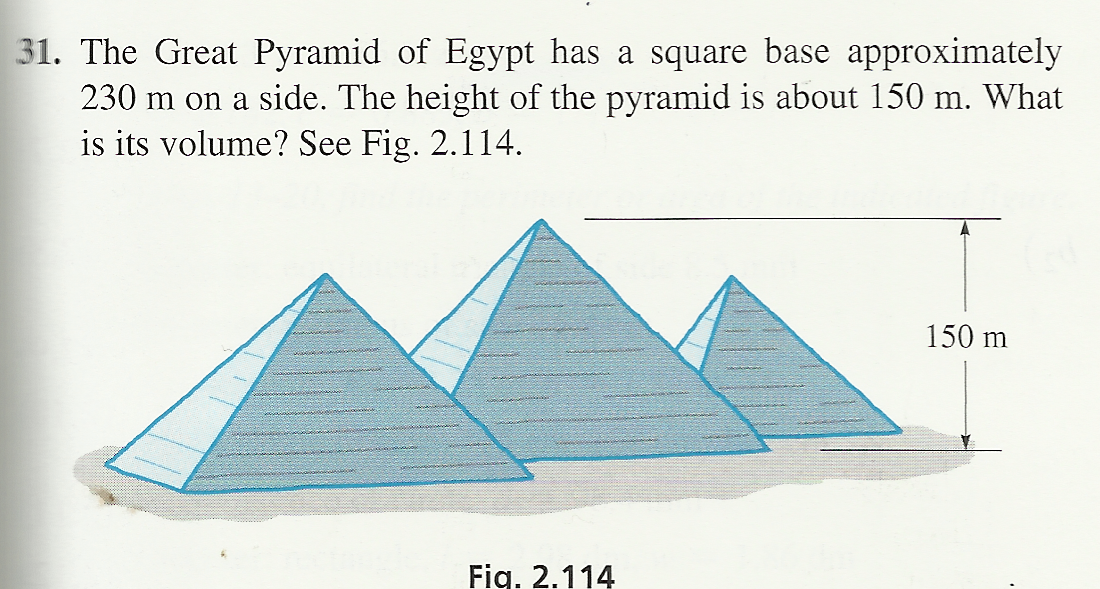 31. The Great Pyramid of Egypt has a square base approximately
230 m on a side. The height of the pyramid is about 150 m. What
is its volume? See Fig. 2.114.
150 m
Fig. 2.114